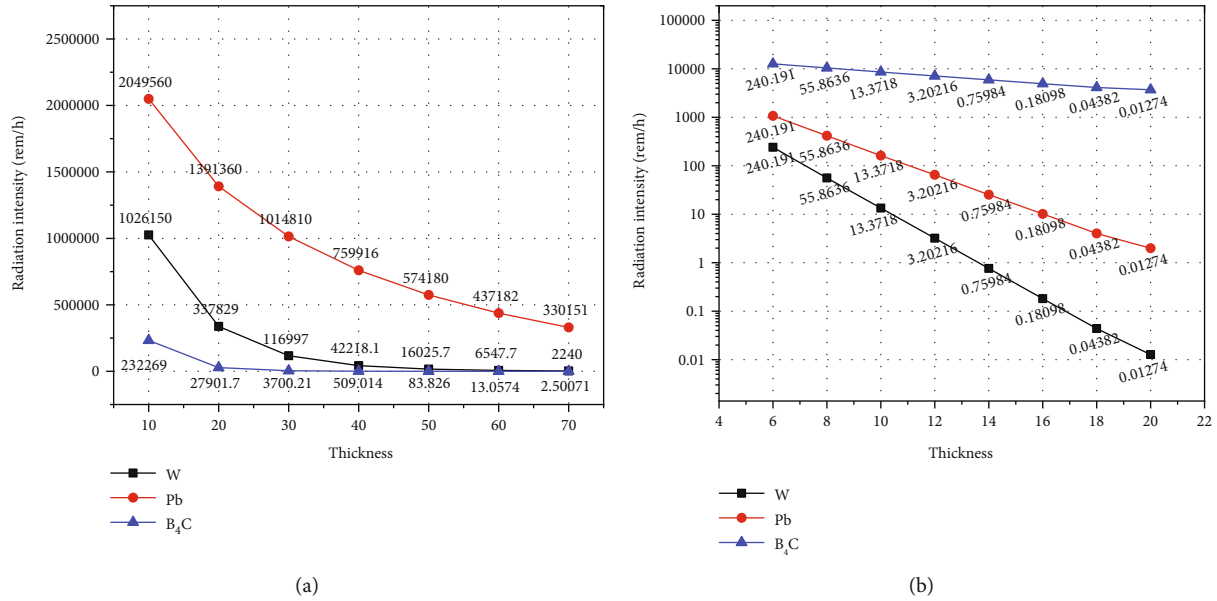 2500000
2000000
1500000
1000000
500000
0
Radiation intensity (rem/h)
2049560
1391360
1014810
759916
574180
437182
330151
1026150
337829
116997
42218.1
16025.7
6547.7
2240
232269
27901.7
3700.21
509.014
83.826
13.0574
2.50071
10 20 30 40 50 60 70
Thickness
W
Pb
B₄C
(a)
100000
10000
1000
100
10
1
0.1
0.01
Radiation intensity (rem/h)
240.191 55.8636 13.3718 3.20216 0.75984 0.18098 0.04382 0.01274
240.191 55.8636 13.3718 3.20216 0.75984 0.18098 0.04382 0.01274
240.191 55.8636 13.3718 3.20216 0.75984 0.18098 0.04382 0.01274
4 6 8 10 12 14 16 18 20 22
Thickness
W
Pb
B₄C
(b)